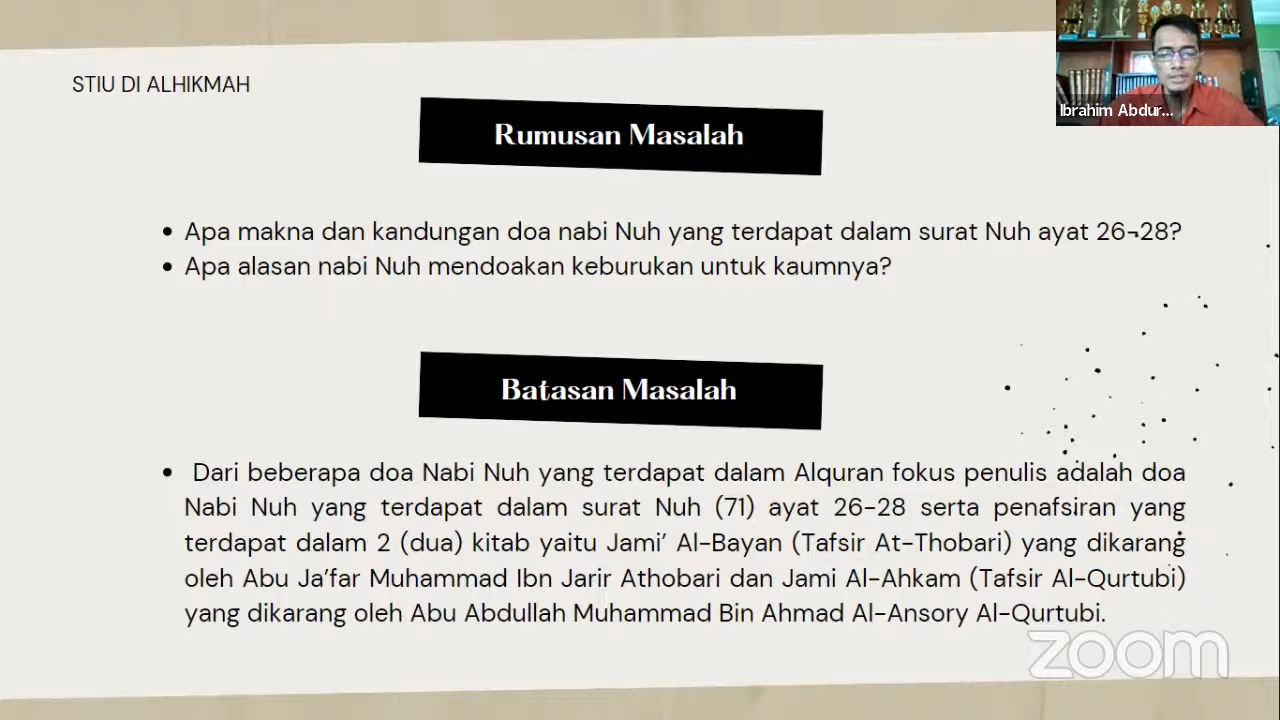 STIU DI ALHIKMAH
Ibrahim Abdur...
Rumusan Masalah
• Apa makna dan kandungan doa nabi Nuh yang terdapat dalam surat Nuh ayat 26-28?
• Apa alasan nabi Nuh mendoakan keburukan untuk kaumnya?
Batasan Masalah
• Dari beberapa doa Nabi Nuh yang terdapat dalam Alquran fokus penulis adalah doa
Nabi Nuh yang terdapat dalam surat Nuh (71) ayat 26-28 serta penafsiran yang
terdapat dalam 2 (dua) kitab yaitu Jami’ Al-Bayan (Tafsir At-Thobari) yang dikarang
oleh Abu Ja’far Muhammad Ibn Jarir Athobari dan Jami Al-Ahkam (Tafsir Al-Qurtubi)
yang dikarang oleh Abu Abdullah Muhammad Bin Ahmad Al-Ansory Al-Qurtubi.
zoom